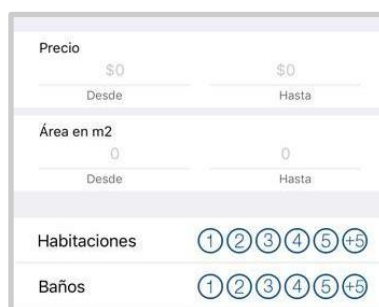 Precio
$0 $0
Desde Hasta
Área en m2
0 0
Desde Hasta
Habitaciones 1 2 3 4 5 +5
Baños 1 2 3 4 5 +5